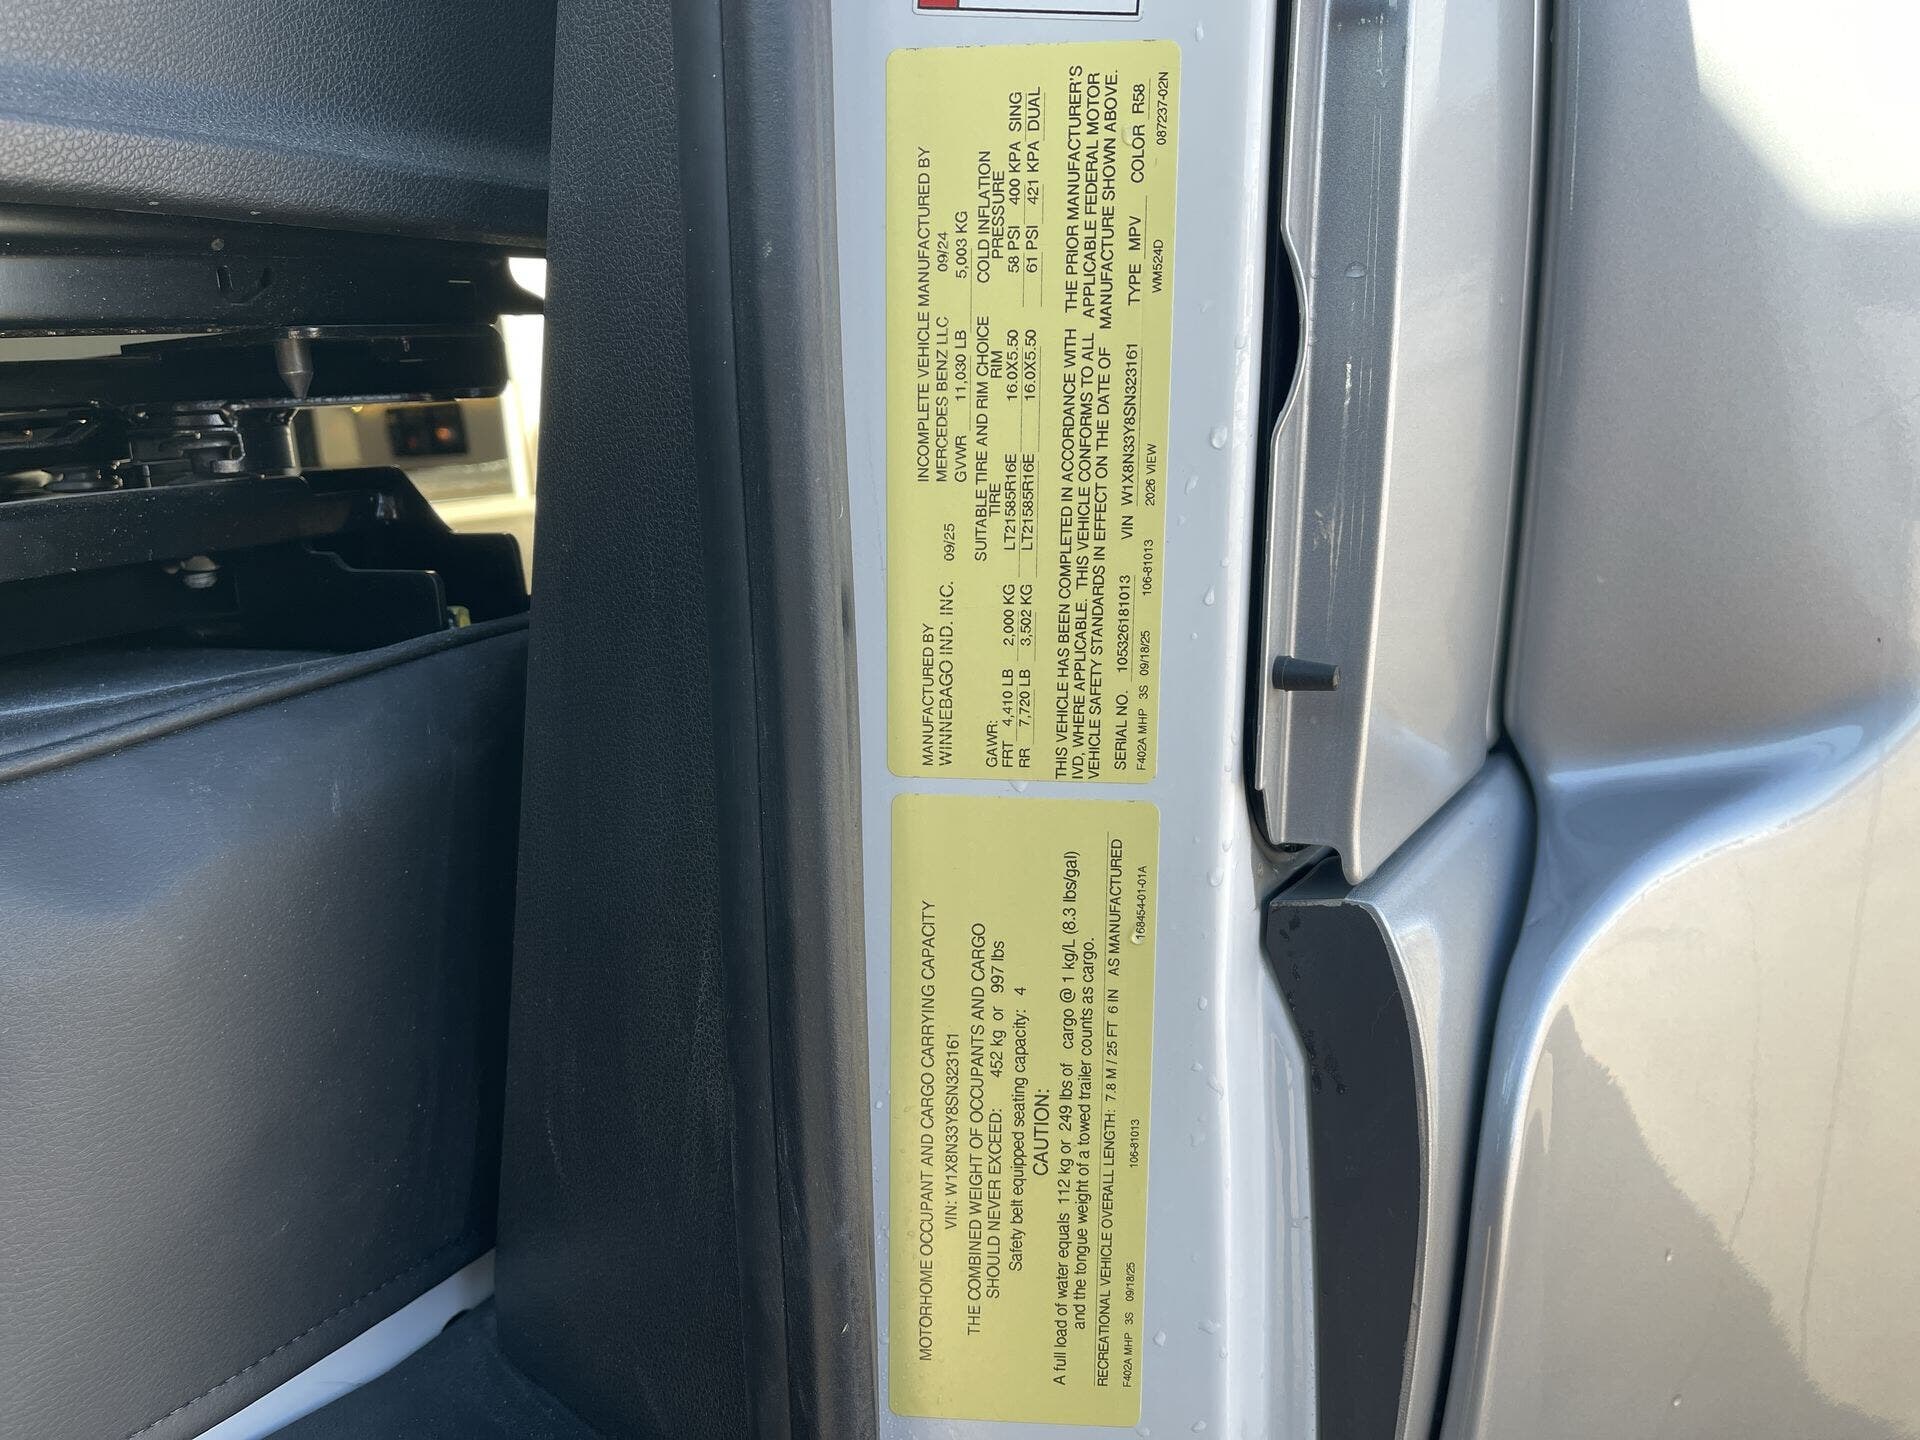 MOTORHOME OCCUPANT AND CARGO CARRYING CAPACITY
VIN: W1X8N33Y8SN323161
THE COMBINED WEIGHT OF OCCUPANTS AND CARGO
SHOULD NEVER EXCEED: 452 kg or 997 lbs
Safety belt equipped seating capacity: 4
CAUTION:
A full load of water equals 112 kg or 249 lbs of cargo @ 1 kg/L (8.3 lbs/gal)
and the tongue weight of a towed trailer counts as cargo.
RECREATIONAL VEHICLE OVERALL LENGTH: 7.8 M / 25 FT 6 IN AS MANUFACTURED
F402A MHP 3S 09/18/25 106-81013 168454-01-01A
MANUFACTURED BY INCOMPLETE VEHICLE MANUFACTURED BY
WINNEBAGO IND. INC. 09/25 MERCEDES BENZ LLC 09/24
GVWR 11,030 LB 5,003 KG
SUITABLE TIRE AND RIM CHOICE COLD INFLATION
GAWR: TIRE RIM PRESSURE
FRT 4,410 LB 2,000 KG LT21585R16E 16.0X5.50 58 PSI 400 KPA SING
RR 7,720 LB 3,502 KG LT21585R16E 16.0X5.50 61 PSI 421 KPA DUAL
THIS VEHICLE HAS BEEN COMPLETED IN ACCORDANCE WITH THE PRIOR MANUFACTURER'S
IVD, WHERE APPLICABLE. THIS VEHICLE CONFORMS TO ALL APPLICABLE FEDERAL MOTOR
VEHICLE SAFETY STANDARDS IN EFFECT ON THE DATE OF MANUFACTURE SHOWN ABOVE.
SERIAL NO. 105326181013 VIN W1X8N33Y8SN323161 TYPE MPV COLOR R58
F402A MHP 3S 09/18/25 106-81013 2026 VIEW WM524D 087237-02N